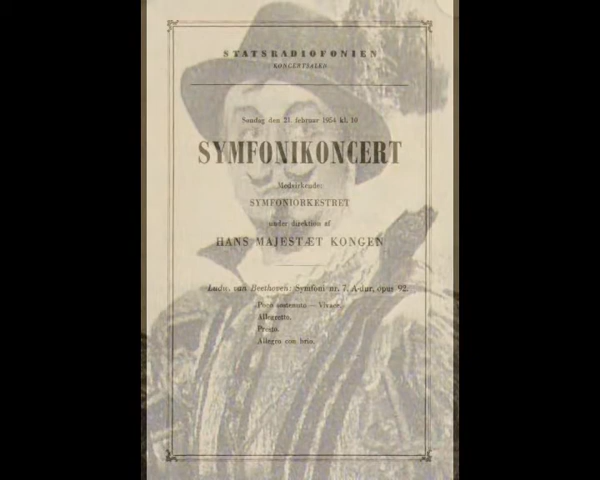 STATSRADIOFONIEN
KONCERTSALEN
Søndag den 21. februar 1954 kl. 10
SYMFONIKONCERT
Medvirkende:
SYMFONIORKESTRET
under direktion af
HANS MAJESTÆT KONGEN
Ludw. van Beethoven: Symfoni nr. 7, A-dur, opus 92.
Poco sostenuto — Vivace.
Allegretto.
Presto.
Allegro con brio.